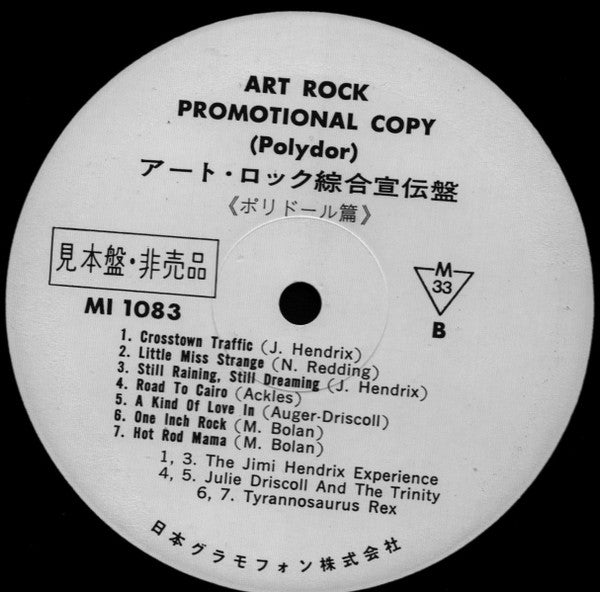 ART ROCK
PROMOTIONAL COPY
(Polydor)
アート・ロック綜合宣伝盤
《ポリドール篇》
見本盤・非売品
MI 1083
M
33
B
1. Crosstown Traffic (J. Hendrix)
2. Little Miss Strange (N. Redding)
3. Still Raining, Still Dreaming (J. Hendrix)
4. Road To Cairo (Ackles)
5. A Kind Of Love In (Auger-Driscoll)
6. One Inch Rock (M. Bolan)
7. Hot Rod Mama (M. Bolan)
1, 3. The Jimi Hendrix Experience
4, 5. Julie Driscoll And The Trinity
6, 7. Tyrannosaurus Rex
日本グラモフォン株式会社